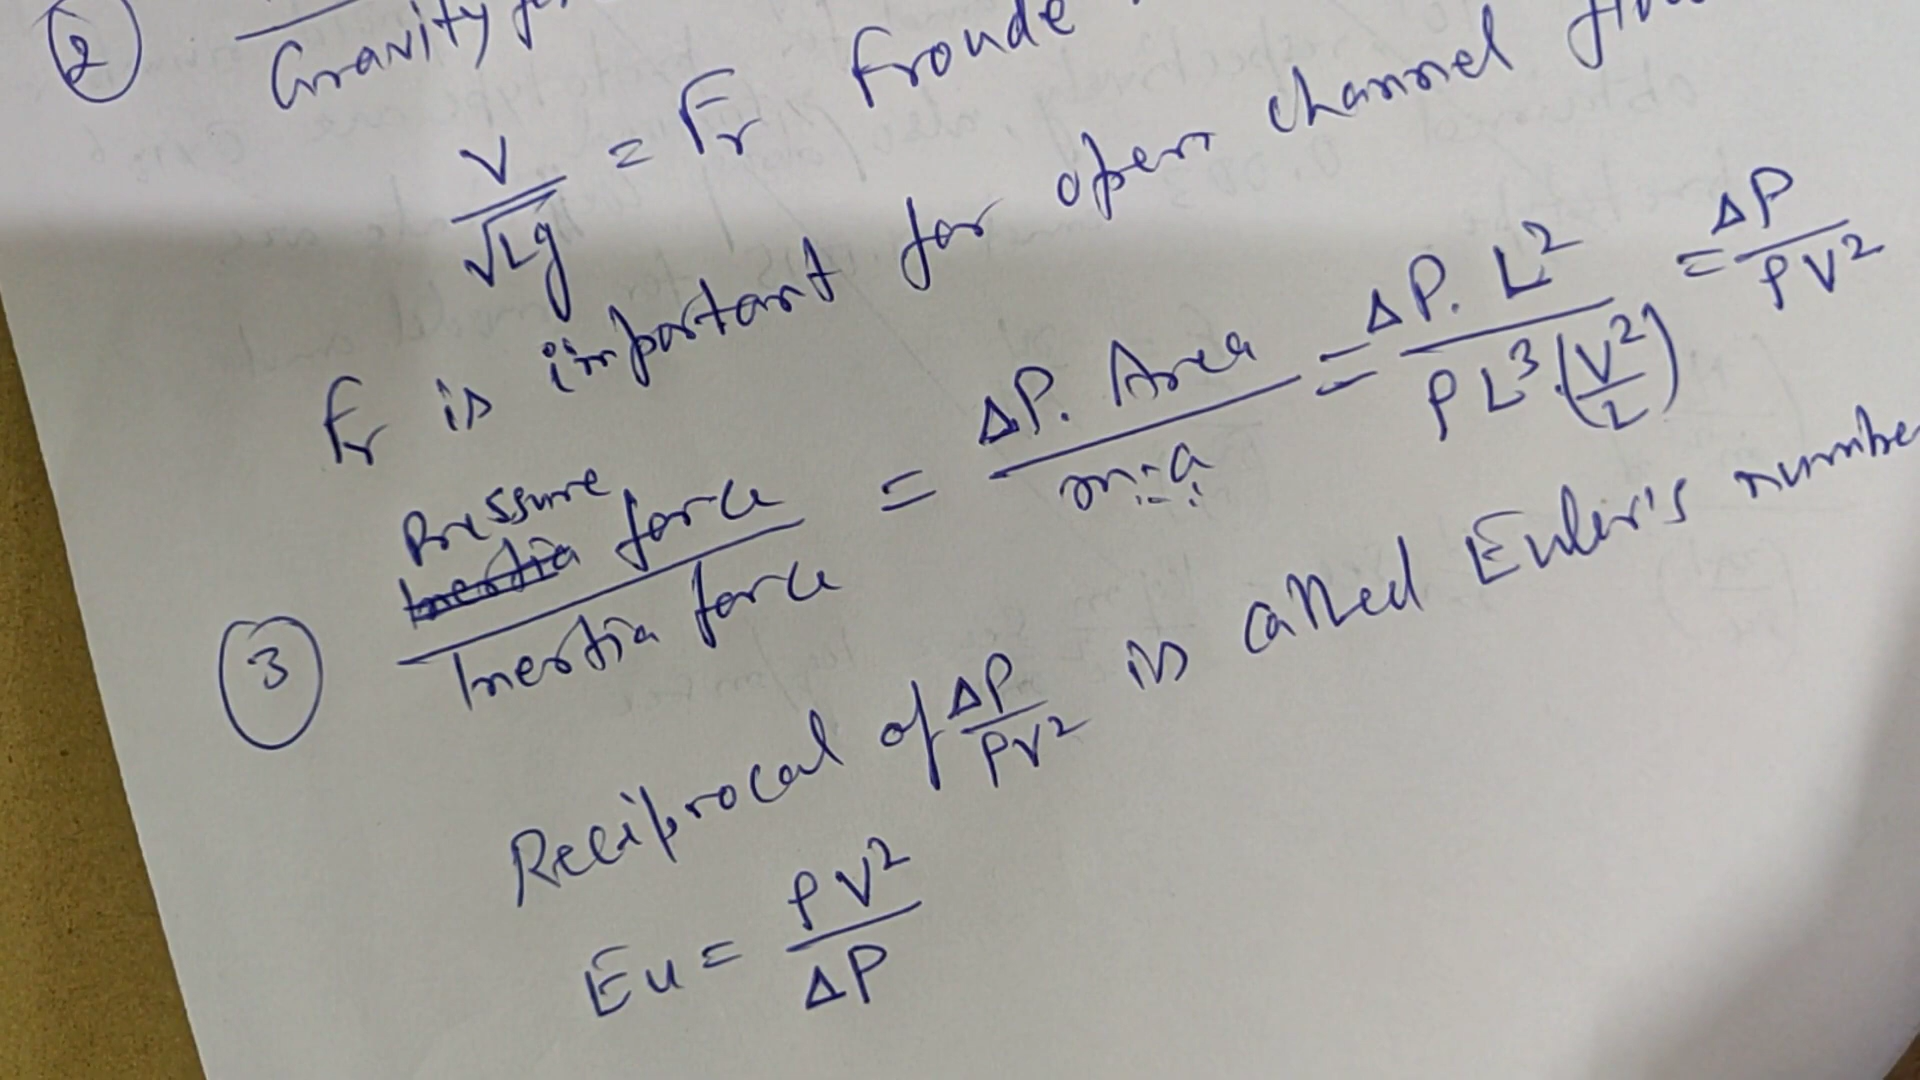 ② Gravity
V/√Lg = Fr Froude
Fr is important for open channel
③ Pressure force / Inertia force = ΔP. Area / m·a = ΔP. L² / ρL³.(V²/L) = ΔP / ρV²
Reciprocal of ΔP/ρV² is called Euler's number
Eu = ρV² / ΔP